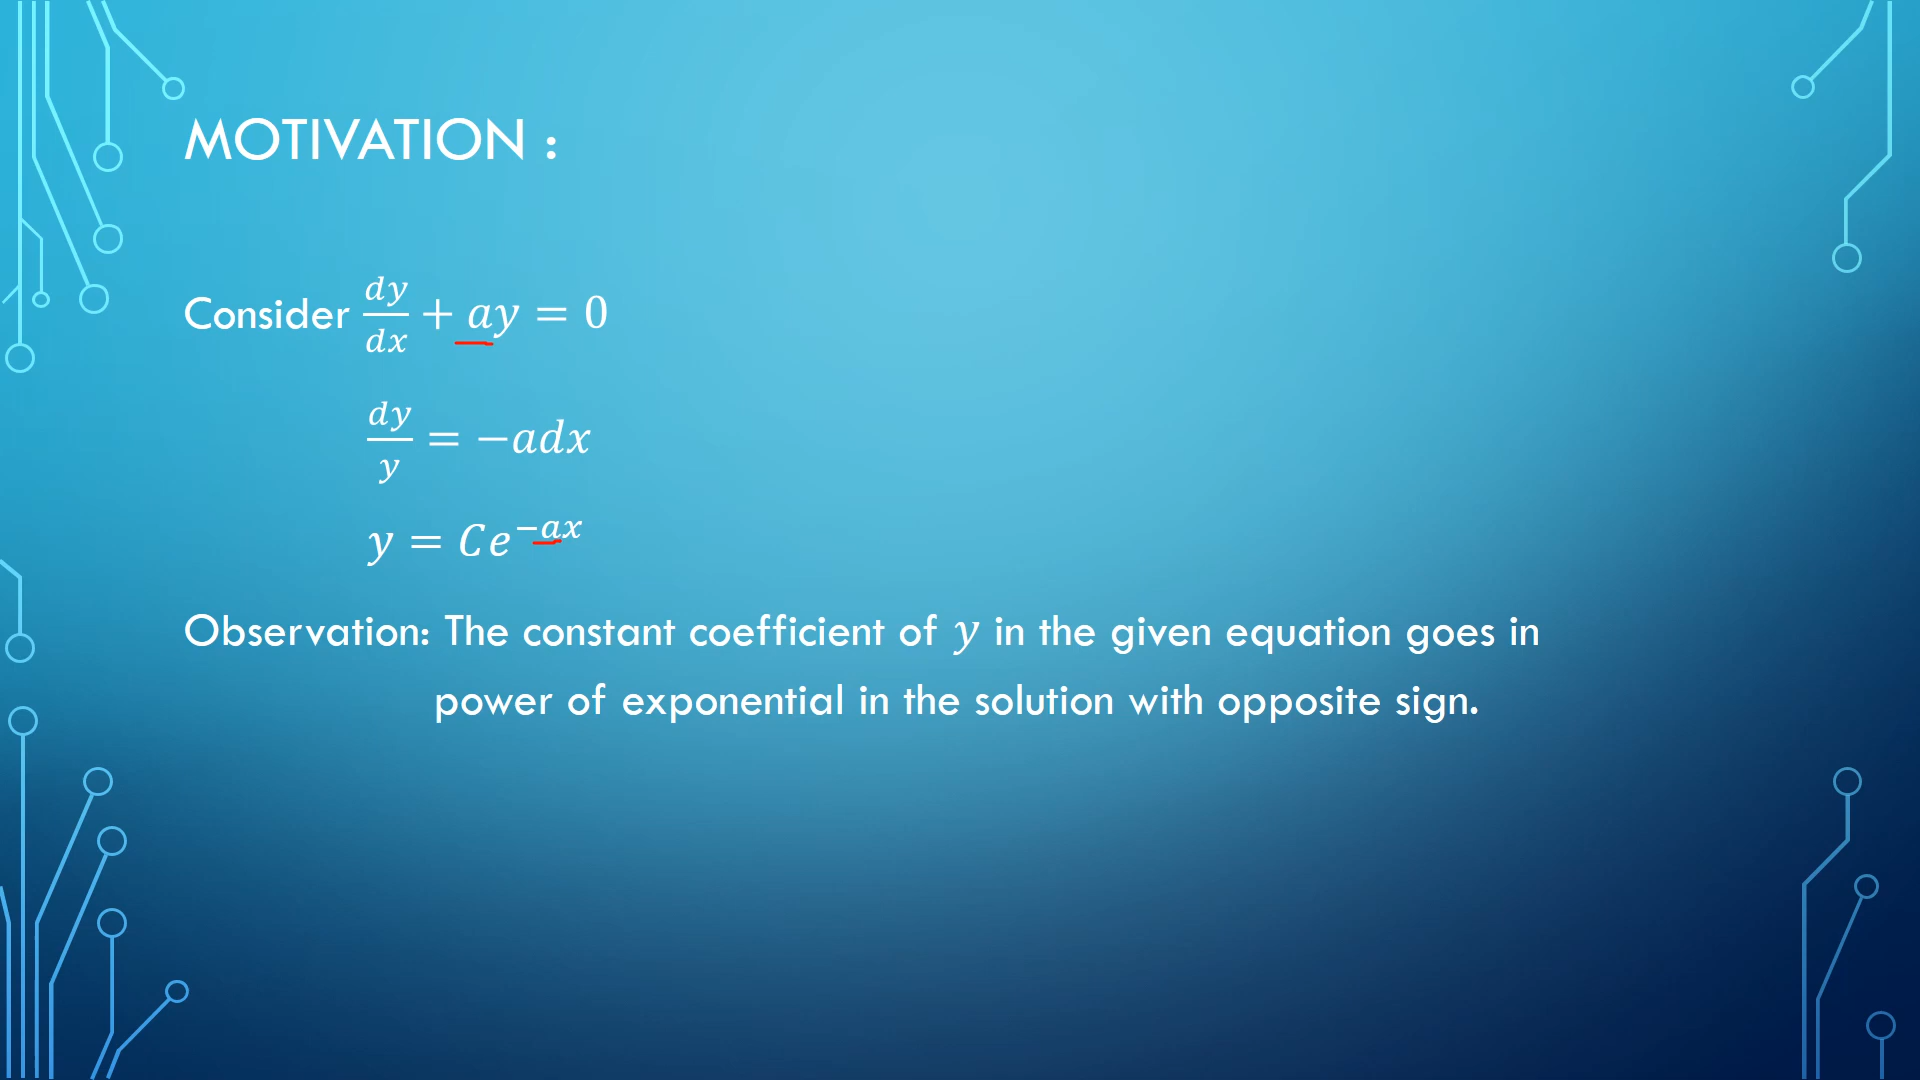 MOTIVATION :
Consider dy/dx + ay = 0
dy/y = −adx
y = Ce^−ax
Observation: The constant coefficient of y in the given equation goes in
power of exponential in the solution with opposite sign.